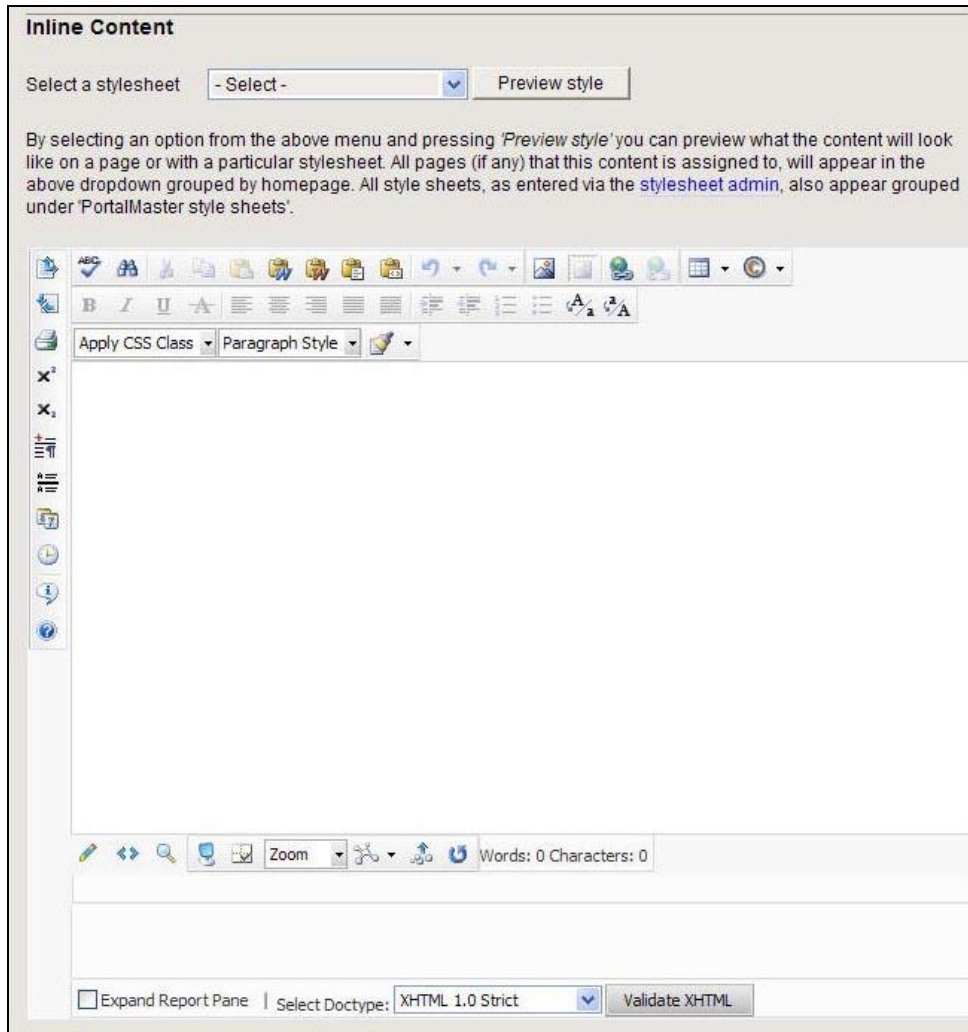 Inline Content
Select a stylesheet - Select - Preview style
By selecting an option from the above menu and pressing 'Preview style' you can preview what the content will look
like on a page or with a particular stylesheet. All pages (if any) that this content is assigned to, will appear in the
above dropdown grouped by homepage. All style sheets, as entered via the stylesheet admin, also appear grouped
under 'PortalMaster style sheets'.
ABC
B I U A A a a A
Apply CSS Class Paragraph Style
x²
x₂
Zoom Words: 0 Characters: 0
Expand Report Pane | Select Doctype: XHTML 1.0 Strict Validate XHTML